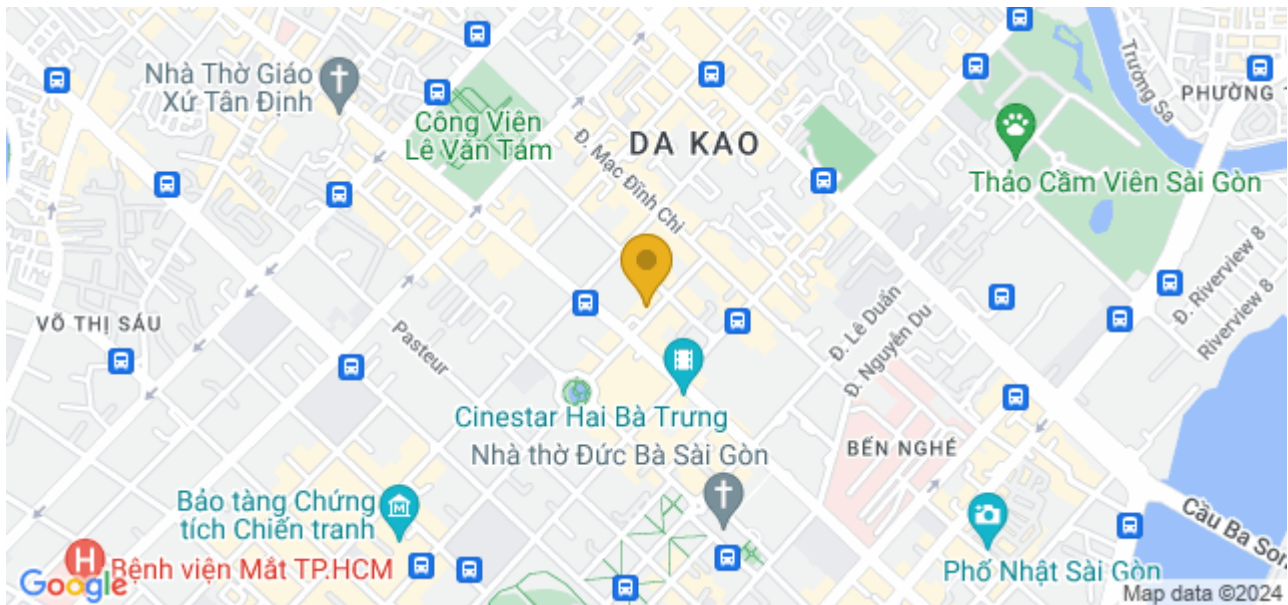 Nhà Thờ Giáo
Xứ Tân Định
Công Viên
Lê Văn Tám
DA KAO
Đ. Mạc Đĩnh Chi
Trường Sa
PHƯỜNG 1
Thảo Cầm Viên Sài Gòn
Đ. Riverview 8
Riverview 8
VÕ THỊ SÁU
Pasteur
Đ. Lê Duẩn
Đ. Nguyễn Du
Cinestar Hai Bà Trưng
Nhà thờ Đức Bà Sài Gòn
BẾN NGHÉ
Bảo tàng Chứng
tích Chiến tranh
M
Cầu Ba Son
H
Bệnh viện Mắt TP.HCM
Phố Nhật Sài Gòn
Google
Map data ©2024